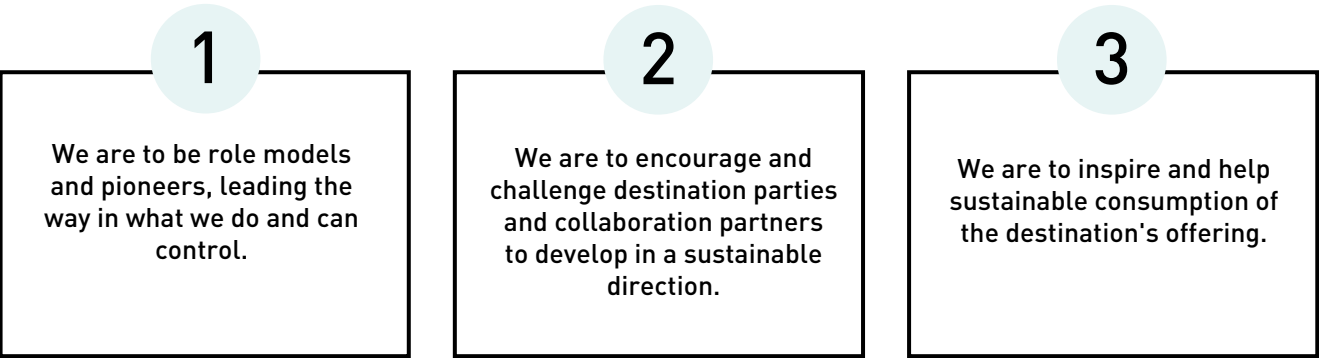 1
We are to be role models
and pioneers, leading the
way in what we do and can
control.
2
We are to encourage and
challenge destination parties
and collaboration partners
to develop in a sustainable
direction.
3
We are to inspire and help
sustainable consumption of
the destination's offering.